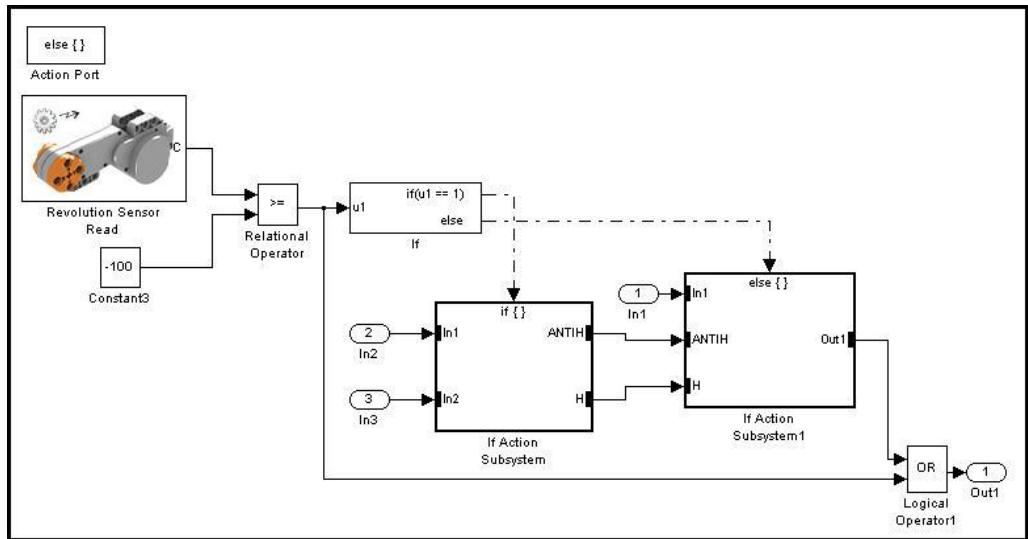 else { }
Action Port
C
Revolution Sensor
Read
-100
Constant3
>=
Relational
Operator
u1
if(u1 == 1)
else
If
2
In2
3
In3
if { }
In1
In2
ANTIH
H
If Action
Subsystem
1
In1
else { }
In1
ANTIH
H
Out1
If Action
Subsystem1
OR
Logical
Operator1
1
Out1